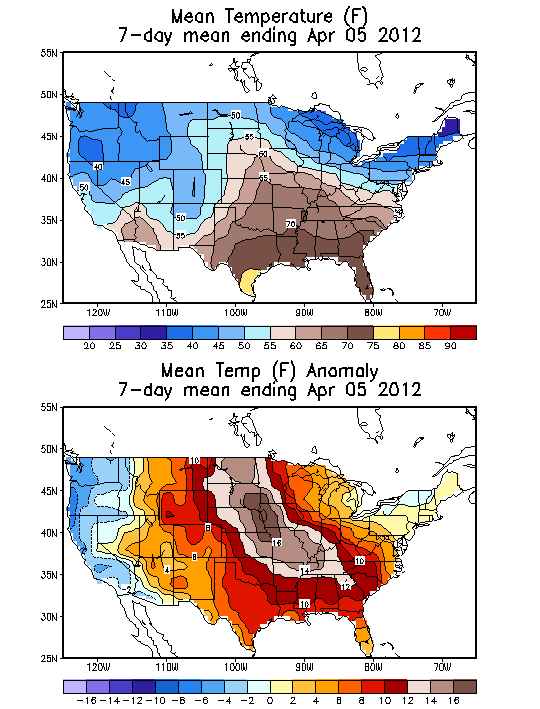 Mean Temperature (F)
7-day mean ending Apr 05 2012
55N
50N
45N
40N
35N
30N
25N
50
55
60
65
40
45
50
50
55
70
120W 110W 100W 90W 80W 70W
20 25 30 35 40 45 50 55 60 65 70 75 80 85 90
Mean Temp (F) Anomaly
7-day mean ending Apr 05 2012
55N
50N
45N
40N
35N
30N
25N
10
8
16
6
10
4
14
12
2
10
120W 110W 100W 90W 80W 70W
-16 -14 -12 -10 -8 -6 -4 -2 0 2 4 6 8 10 12 14 16